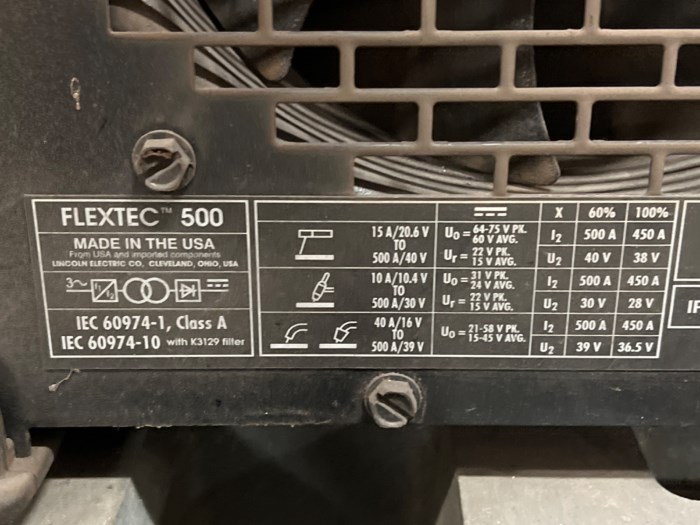 FLEXTEC™ 500
MADE IN THE USA
From USA and imported components
LINCOLN ELECTRIC CO. CLEVELAND, OHIO, USA
3~ f1 f2
IEC 60974-1, Class A
IEC 60974-10 with K3129 filter
X 60% 100%
15 A/20.6 V
TO
500 A/40 V
U0 = 64-75 V PK.
60 V AVG.
Ur = 22 V PK.
15 V AVG.
I2 500 A 450 A
U2 40 V 38 V
10 A/10.4 V
TO
500 A/30 V
U0 = 31 V PK.
24 V AVG.
Ur = 22 V PK.
15 V AVG.
I2 500 A 450 A
U2 30 V 28 V
40 A/16 V
TO
500 A/39 V
U0 = 21-58 V PK.
15-45 V AVG.
I2 500 A 450 A
U2 39 V 36.5 V